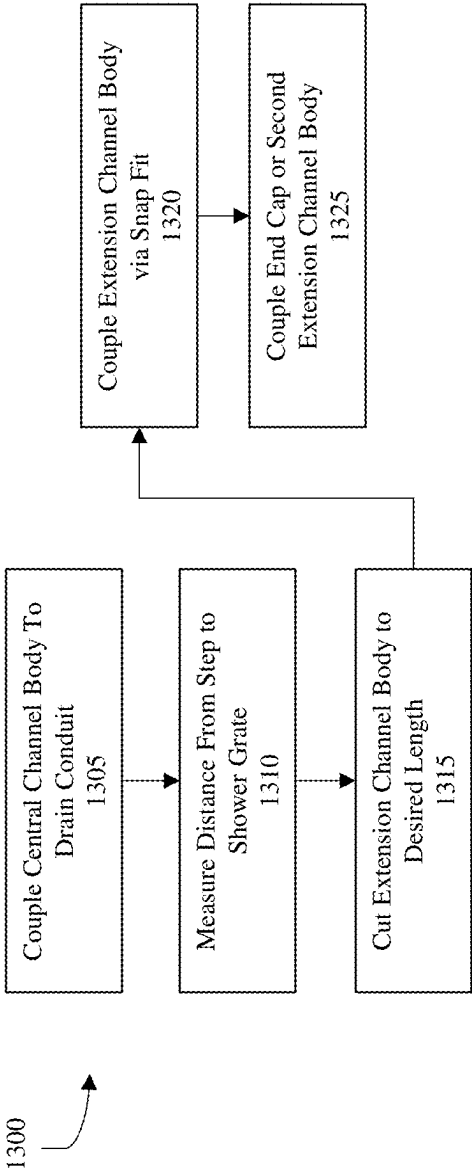 1300
Couple Central Channel Body To
Drain Conduit
1305
Measure Distance From Step to
Shower Grate
1310
Cut Extension Channel Body to
Desired Length
1315
Couple Extension Channel Body
via Snap Fit
1320
Couple End Cap or Second
Extension Channel Body
1325